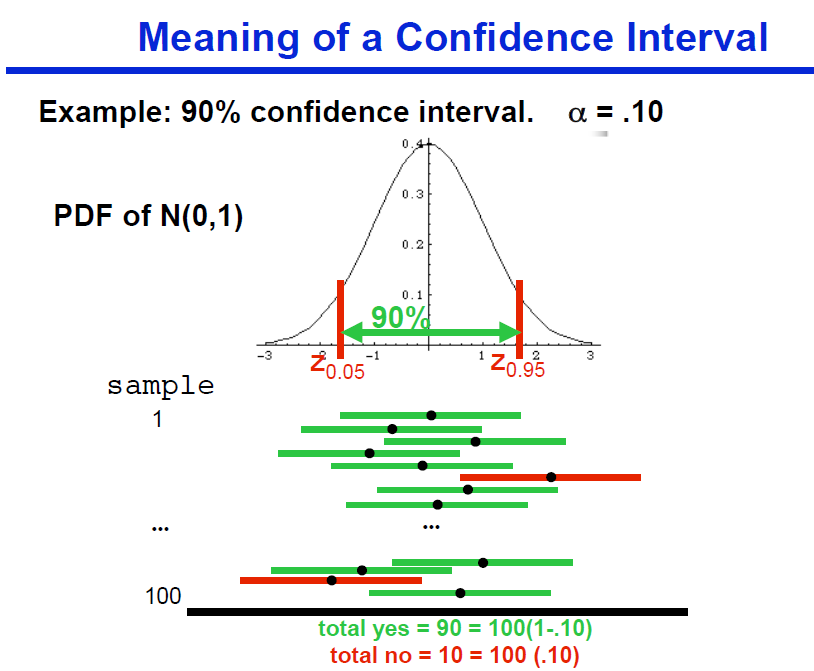 Meaning of a Confidence Interval
Example: 90% confidence interval. α = .10
PDF of N(0,1)
0.4
0.3
0.2
0.1
90%
-3 -2 -1 1 2 3
z0.05 z0.95
sample
1
...
...
100
total yes = 90 = 100(1-.10)
total no = 10 = 100 (.10)